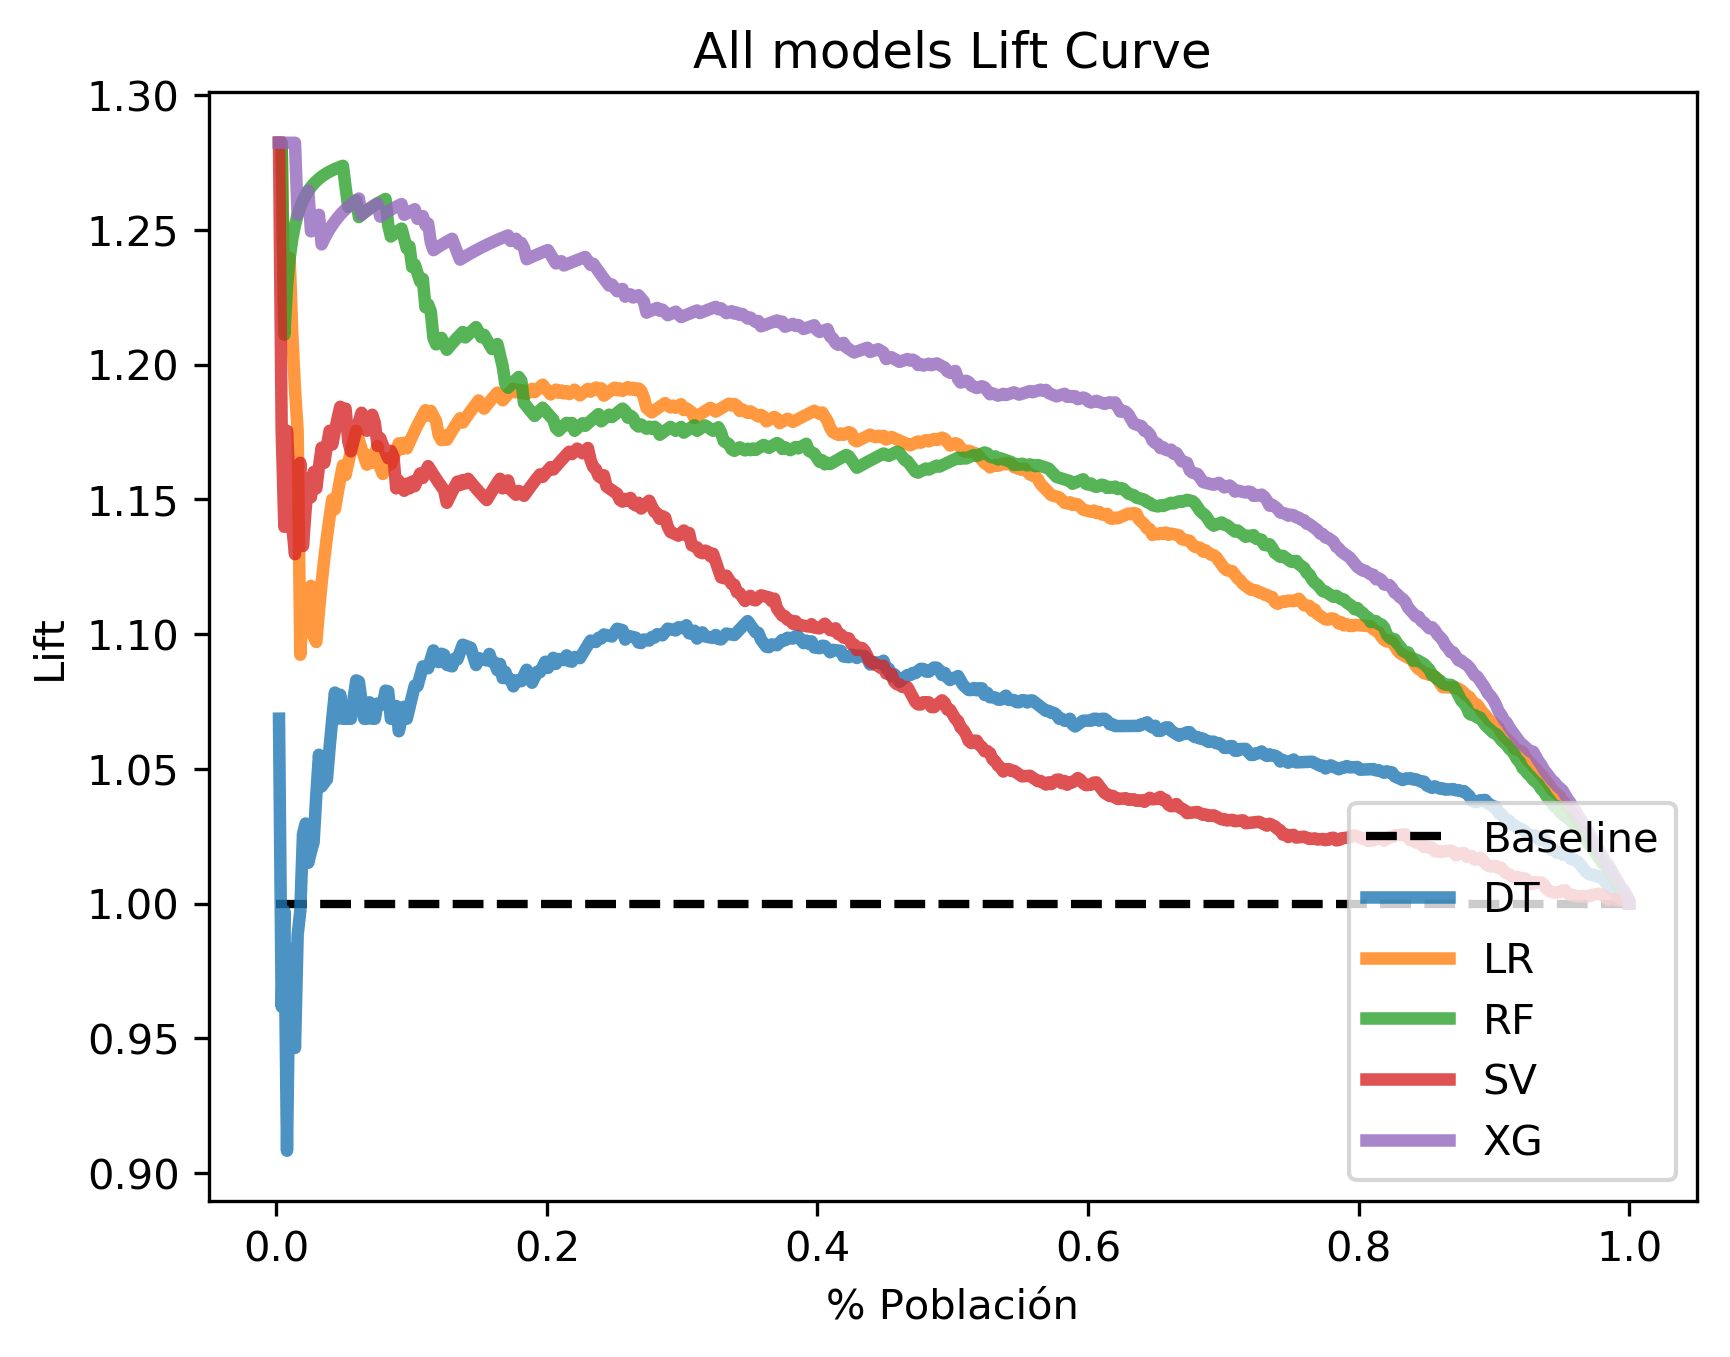 All models Lift Curve
1.30
1.25
1.20
1.15
1.10
1.05
1.00
0.95
0.90
Lift
0.0 0.2 0.4 0.6 0.8 1.0
% Población
Baseline
DT
LR
RF
SV
XG